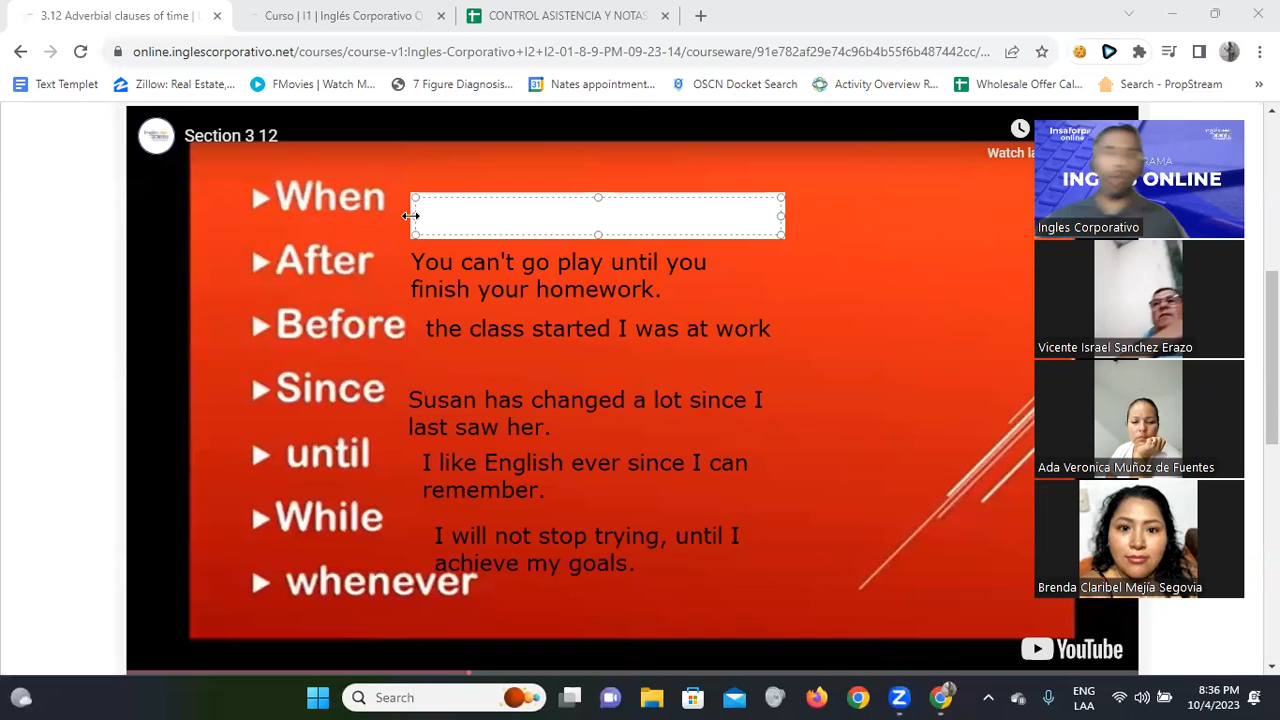 3.12 Adverbial clauses of time |
Curso | I1 | Inglés Corporativo
CONTROL ASISTENCIA Y NOTAS
online.inglescorporativo.net/courses/course-v1:Ingles-Corporativo+I2+I2-01-8-9-PM-09-23-14/courseware/91e782af29e74c96b4b55f6b487442cc/...
Text Templet
Zillow: Real Estate,...
FMovies | Watch M...
7 Figure Diagnosis...
Nates appointment...
OSCN Docket Search
Activity Overview R...
Wholesale Offer Cal...
Search - PropStream
Section 3 12
Watch la
When
After
You can't go play until you
finish your homework.
Before
the class started I was at work
Since
Susan has changed a lot since I
last saw her.
until
I like English ever since I can
remember.
While
I will not stop trying, until I
achieve my goals.
whenever
YouTube
Insaforp
online
RAMA
ING ONLINE
Ingles Corporativo
Vicente Israel Sanchez Erazo
Ada Veronica Muñoz de Fuentes
Brenda Claribel Mejía Segovia
Search
ENG
LAA
8:36 PM
10/4/2023